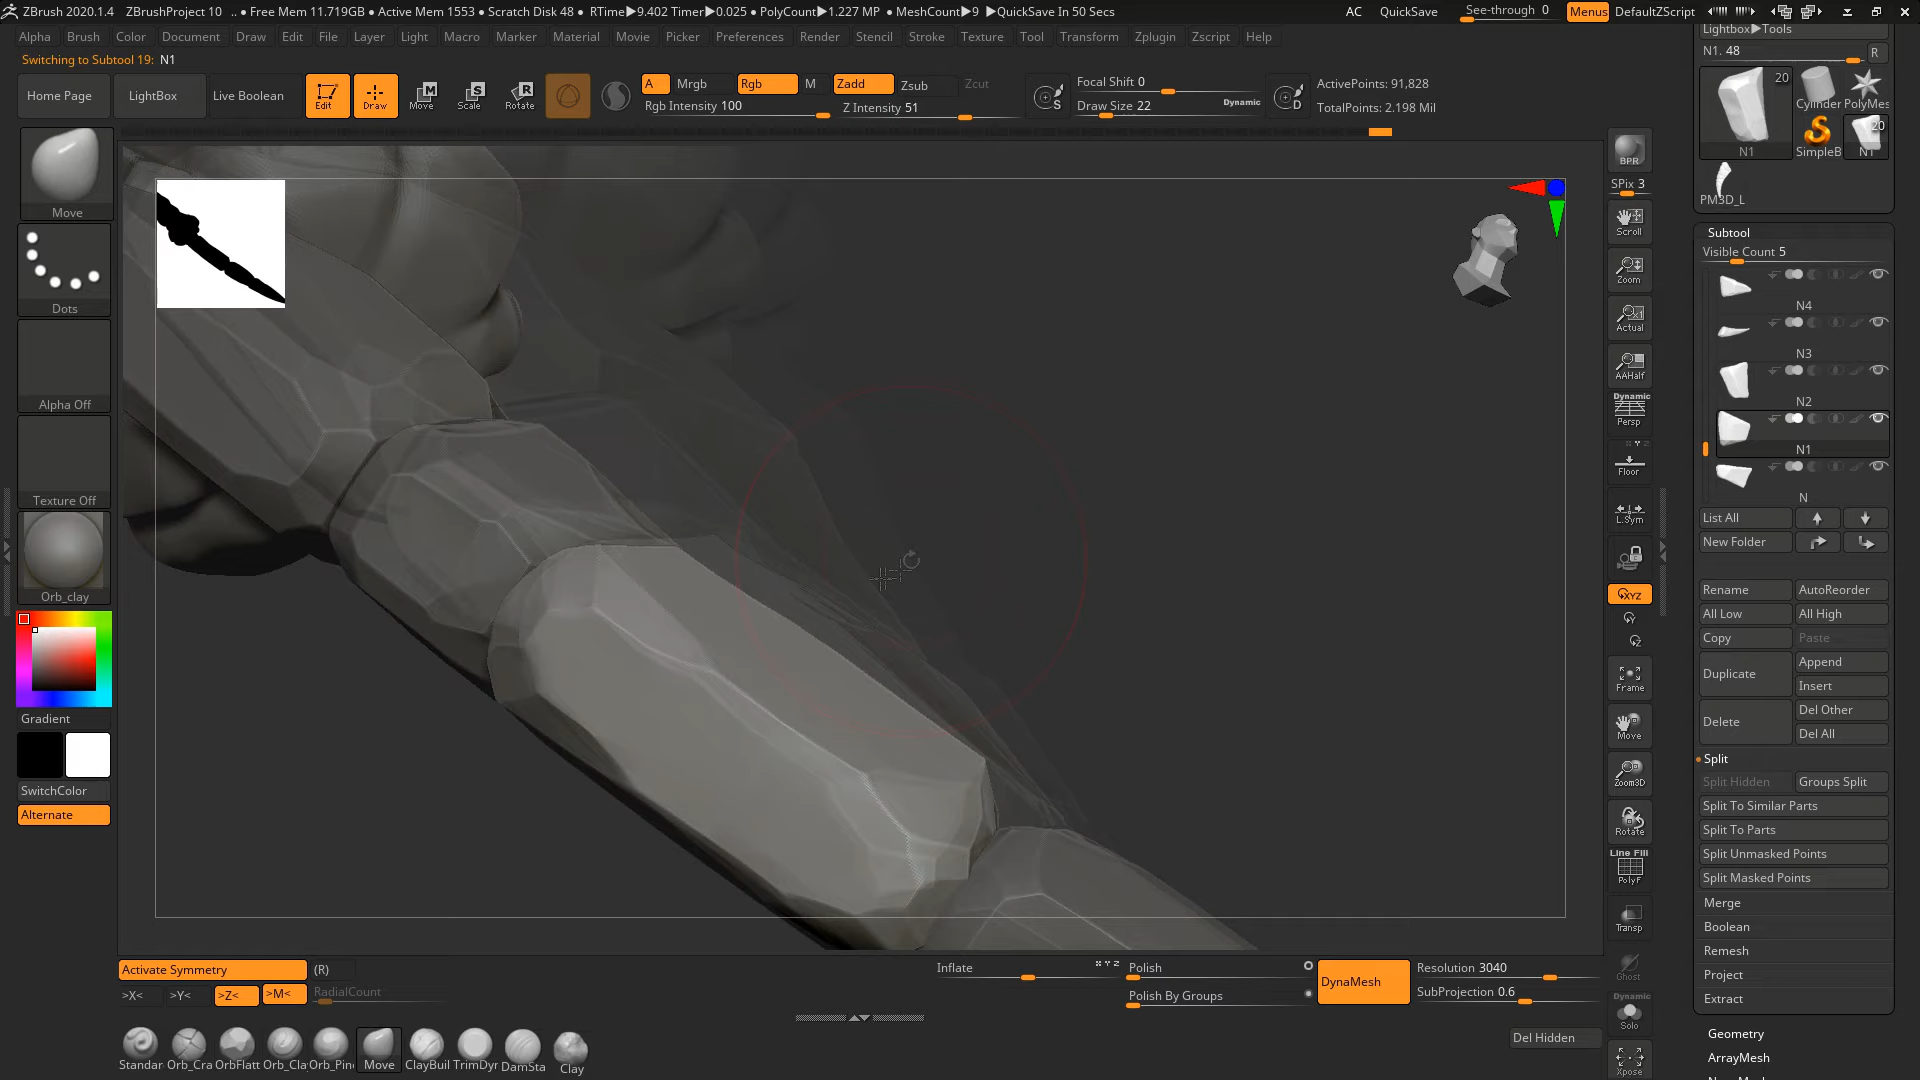 ZBrush 2020.1.4 ZBrushProject 10 .. • Free Mem 11.719GB • Active Mem 1553 • Scratch Disk 48 • RTime▶9.402 Timer▶0.025 • PolyCount▶1.227 MP • MeshCount▶9 ▶QuickSave In 50 Secs AC QuickSave See-through 0 Menus DefaultZScript
Alpha Brush Color Document Draw Edit File Layer Light Macro Marker Material Movie Picker Preferences Render Stencil Stroke Texture Tool Transform Zplugin Zscript Help
Switching to Subtool 19: N1
Home Page LightBox Live Boolean Edit Draw Move Scale Rotate
A Mrgb Rgb M Zadd Zsub Zcut
Rgb Intensity 100 Z Intensity 51
Focal Shift 0
Draw Size 22 Dynamic
ActivePoints: 91,828
TotalPoints: 2.198 Mil
Move
Dots
Alpha Off
Texture Off
Orb_clay
Gradient
SwitchColor
Alternate
BPR
SPix 3
Scroll
Zoom
Actual
AAHalf
Dynamic
Persp
Floor
L.Sym
XYZ
Frame
Move
Zoom3D
Rotate
Line Fill
PolyF
Transp
Ghost
Dynamic
Solo
Xpose
Lightbox▶Tools
N1. 48 R
20
N1
Cylinder PolyMes
SimpleB
20
N1
PM3D_L
Subtool
Visible Count 5
N4
N3
N2
N1
N
List All
New Folder
Rename AutoReorder
All Low All High
Copy Paste
Duplicate Append
Insert
Delete Del Other
Del All
Split
Split Hidden Groups Split
Split To Similar Parts
Split To Parts
Split Unmasked Points
Split Masked Points
Merge
Boolean
Remesh
Project
Extract
Geometry
ArrayMesh
Activate Symmetry (R)
>X< >Y< >Z< >M< RadialCount
Inflate
Polish
Polish By Groups
DynaMesh
Resolution 3040
SubProjection 0.6
Del Hidden
Standar Orb_Cra OrbFlatt Orb_Cla Orb_Pin Move ClayBuil TrimDyr DamSta Clay